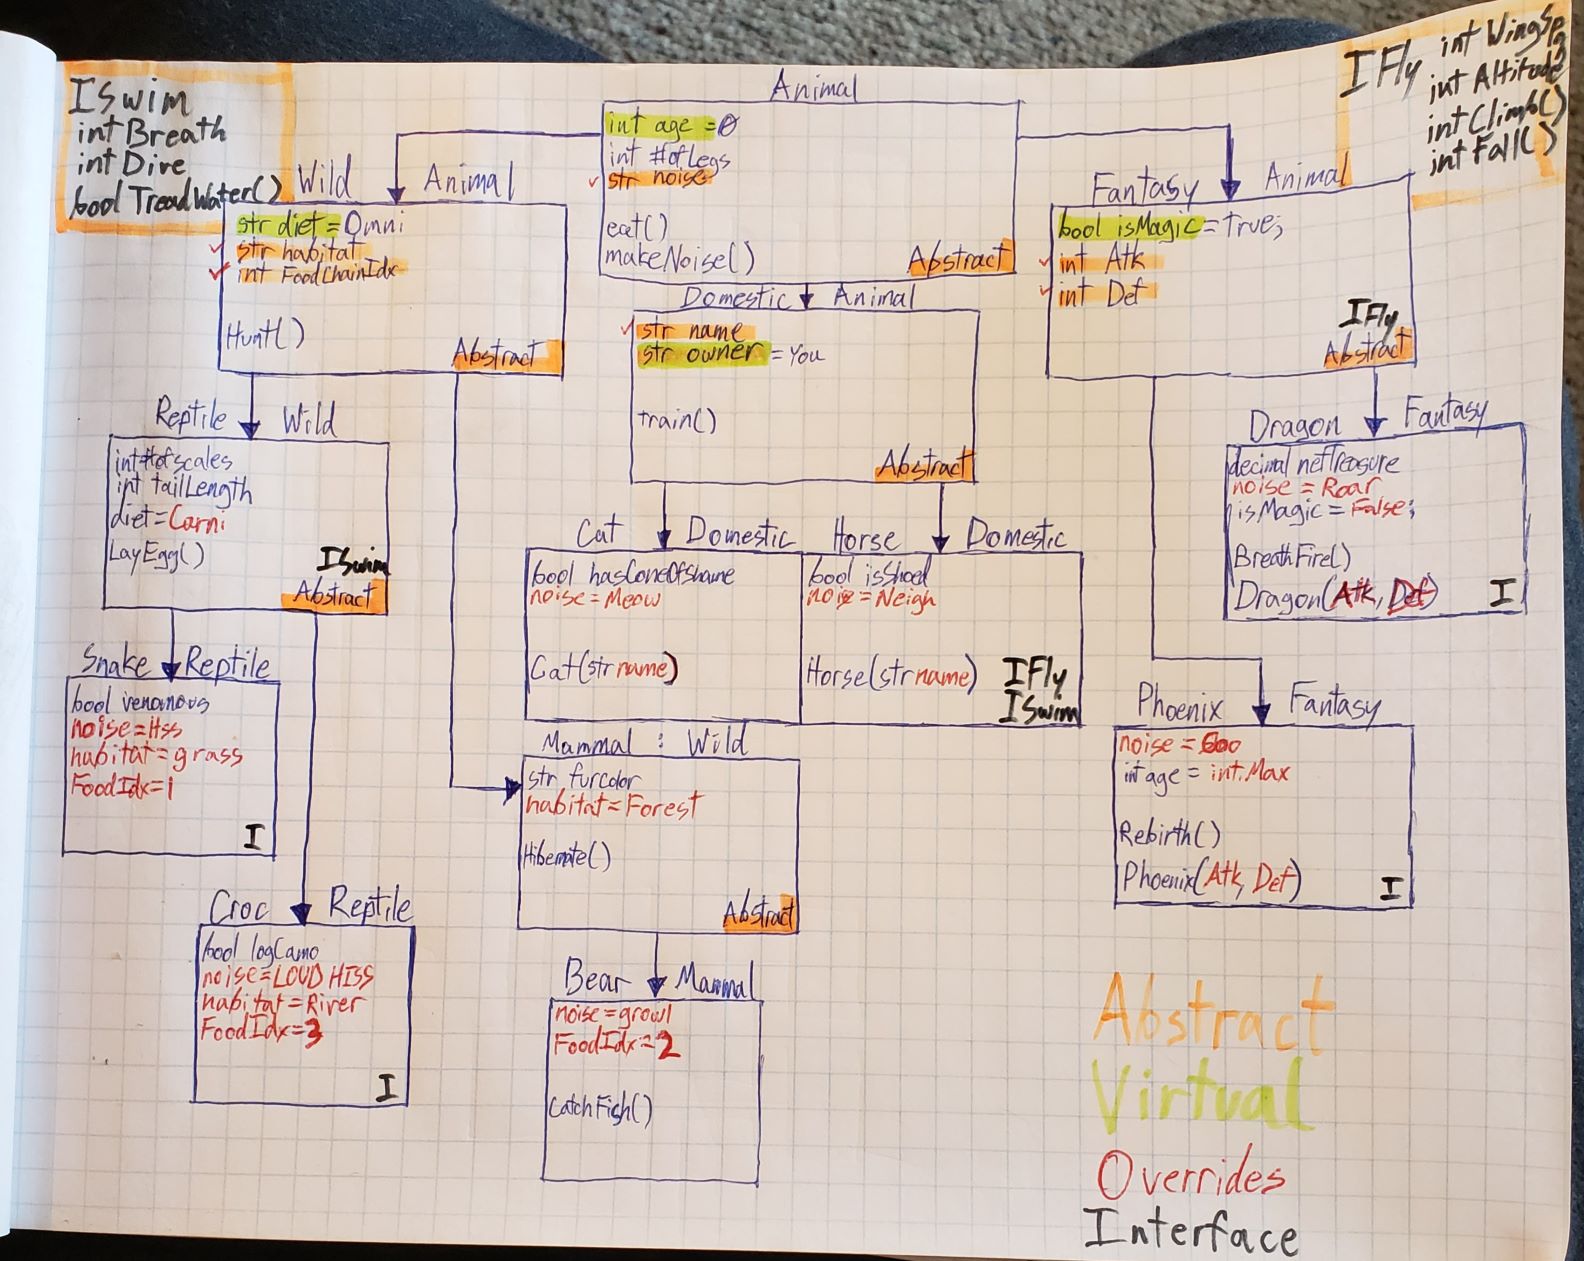 ISwim
int Breath
int Dive
bool TreadWater()
IFly
int WingSp
int Altitude
int Climb()
int Fall()
Animal
int age = 0
int #ofLegs
str noise
eat()
makeNoise()
Abstract
Wild Animal
str diet = Omni
str habitat
int FoodChainIdx
Hunt()
Abstract
Domestic Animal
str name
str owner = You
train()
Abstract
Fantasy Animal
bool isMagic = True;
int Atk
int Def
IFly
Abstract
Reptile Wild
int #ofscales
int tailLength
diet = Carni
LayEgg()
ISwim
Abstract
Cat Domestic
bool hasConeOfShame
noise = Meow
Cat(str name)
Horse Domestic
bool isShoed
noise = Neigh
Horse(str name)
IFly
ISwim
Dragon Fantasy
decimal netTreasure
noise = Roar
isMagic = False;
BreathFire()
Dragon(Atk, Def)
I
Snake Reptile
bool venomous
noise = Hss
habitat = grass
FoodIdx = 1
I
Mammal : Wild
str furcolor
habitat = Forest
Hibernate()
Abstract
Phoenix Fantasy
noise =
int age = int.Max
Rebirth()
Phoenix(Atk, Def)
I
Croc Reptile
bool logCamo
noise = LOUD HISS
habitat = River
FoodIdx = 3
I
Bear Mammal
noise = growl
FoodIdx = 2
CatchFish()
Abstract
Virtual
Overrides
Interface